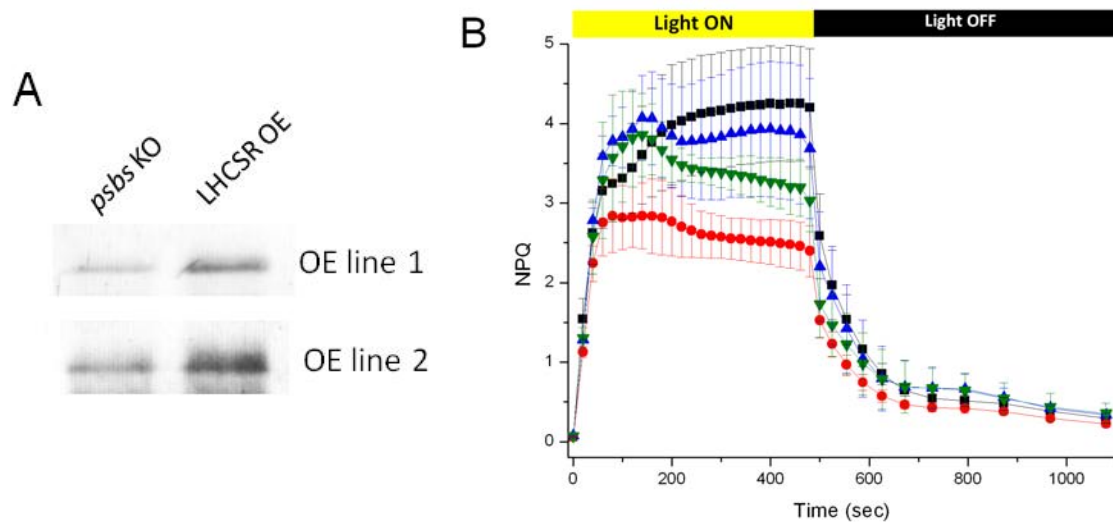 A
psbs KO
LHCSR OE
OE line 1
OE line 2
B
Light ON
Light OFF
5
4
3
2
1
0
NPQ
0
200
400
600
800
1000
Time (sec)